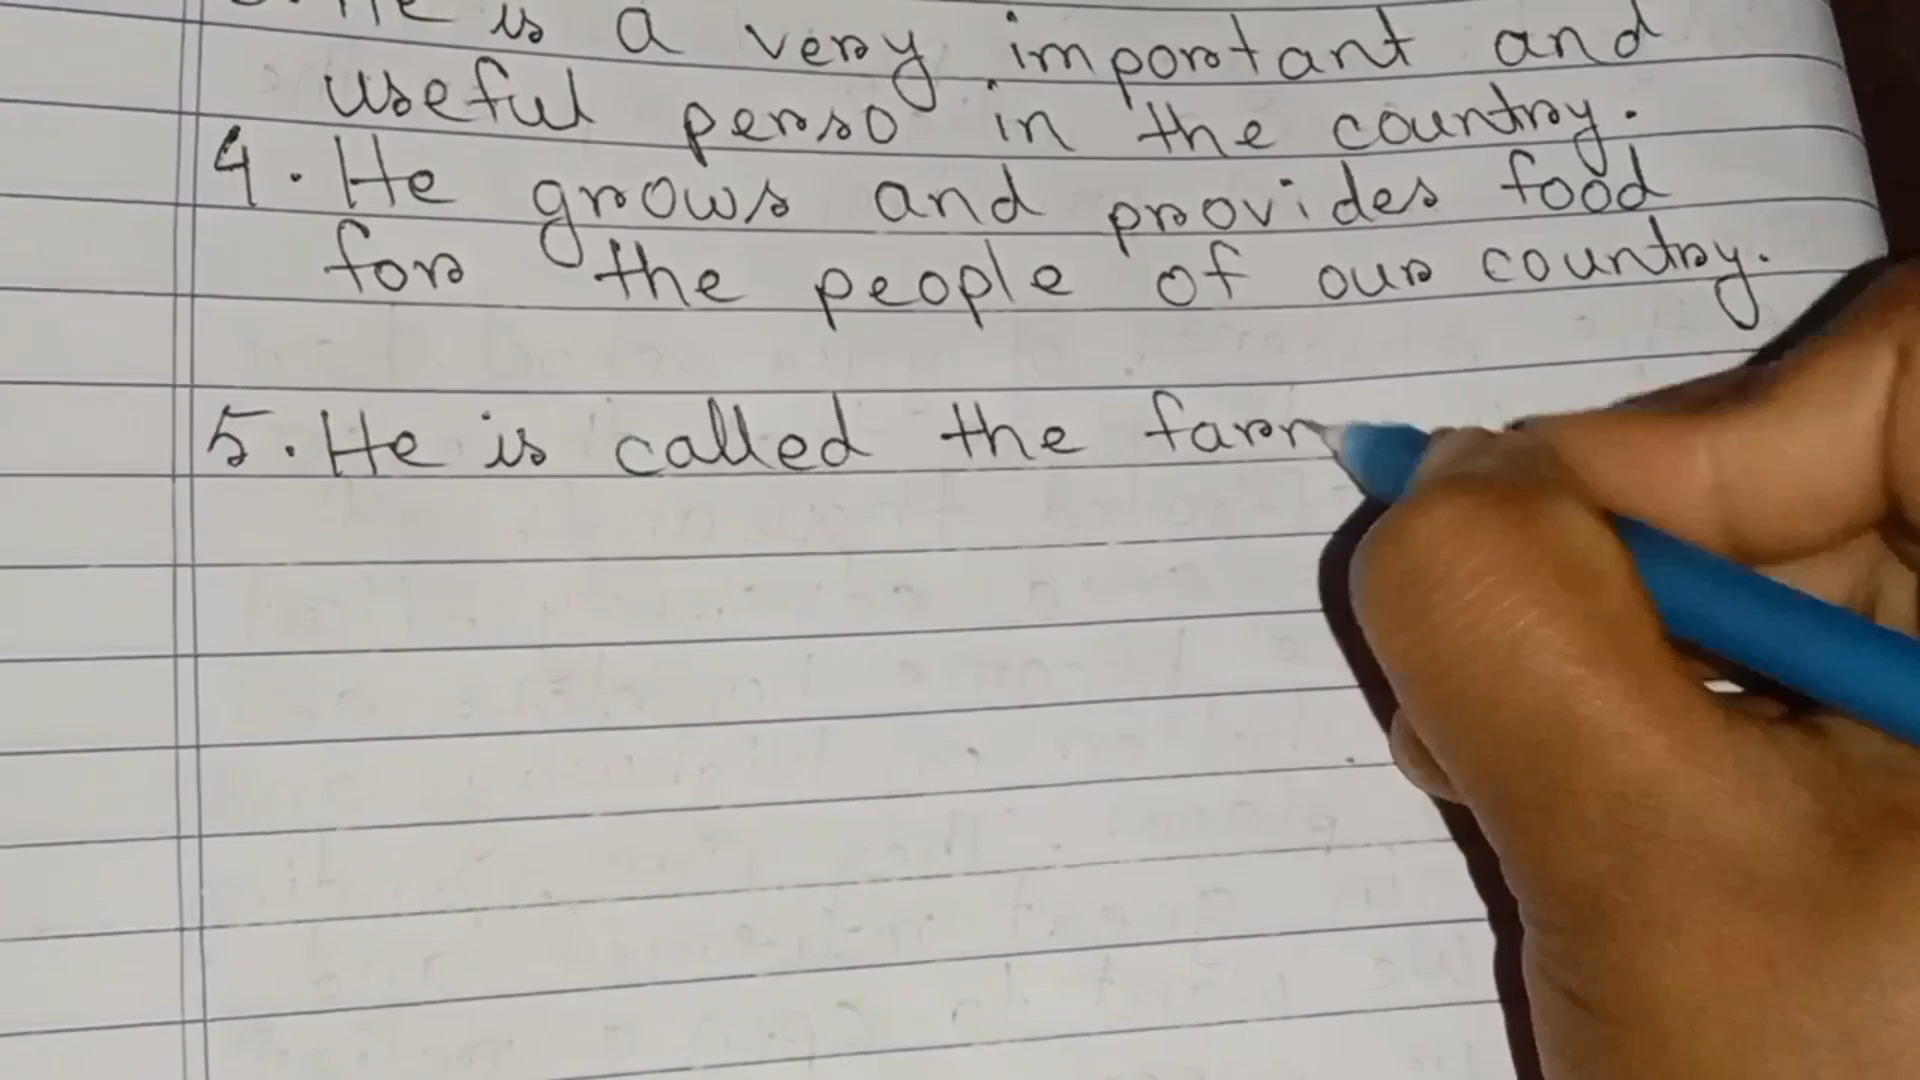 He is a very important and
useful perso in the country.
4. He grows and provides food
for the people of our country.
5. He is called the